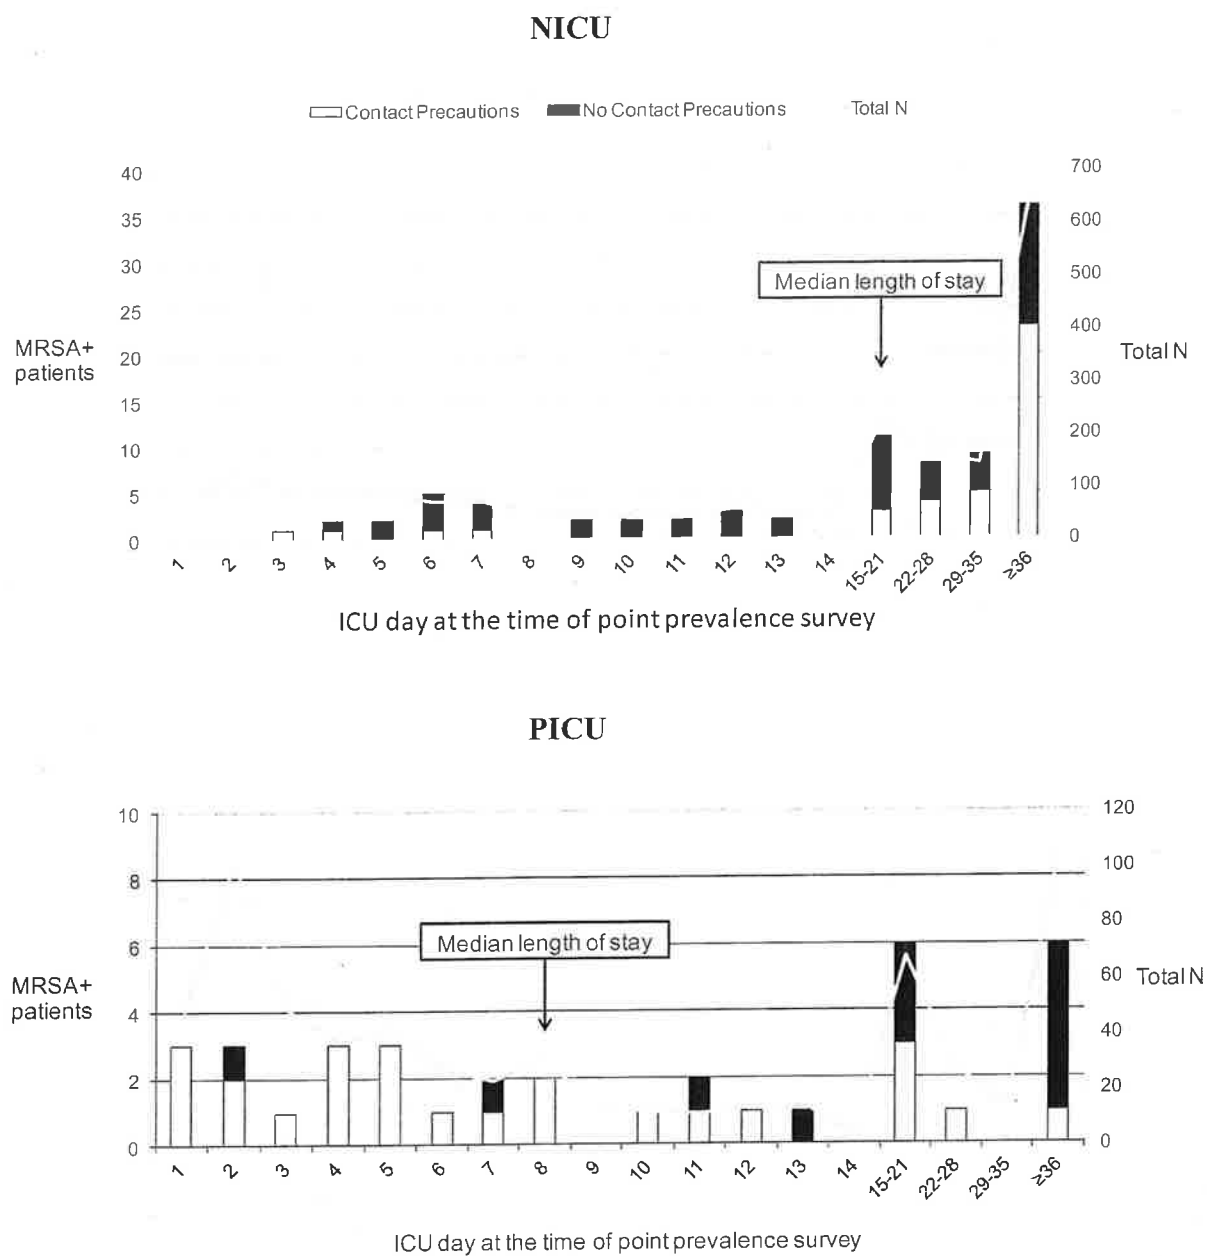 NICU
Contact Precautions No Contact Precautions Total N
40 700
35 600
30 500
Median length of stay
25 400
MRSA+
patients
20 300
Total N
15 200
10 100
5
0 0
1 2 3 4 5 6 7 8 9 10 11 12 13 14 15-21 22-28 29-35 ≥36
ICU day at the time of point prevalence survey
PICU
10 120
8 100
80
6
Median length of stay
MRSA+
patients
60 Total N
4 40
2 20
0 0
1 2 3 4 5 6 7 8 9 10 11 12 13 14 15-21 22-28 29-35 ≥36
ICU day at the time of point prevalence survey